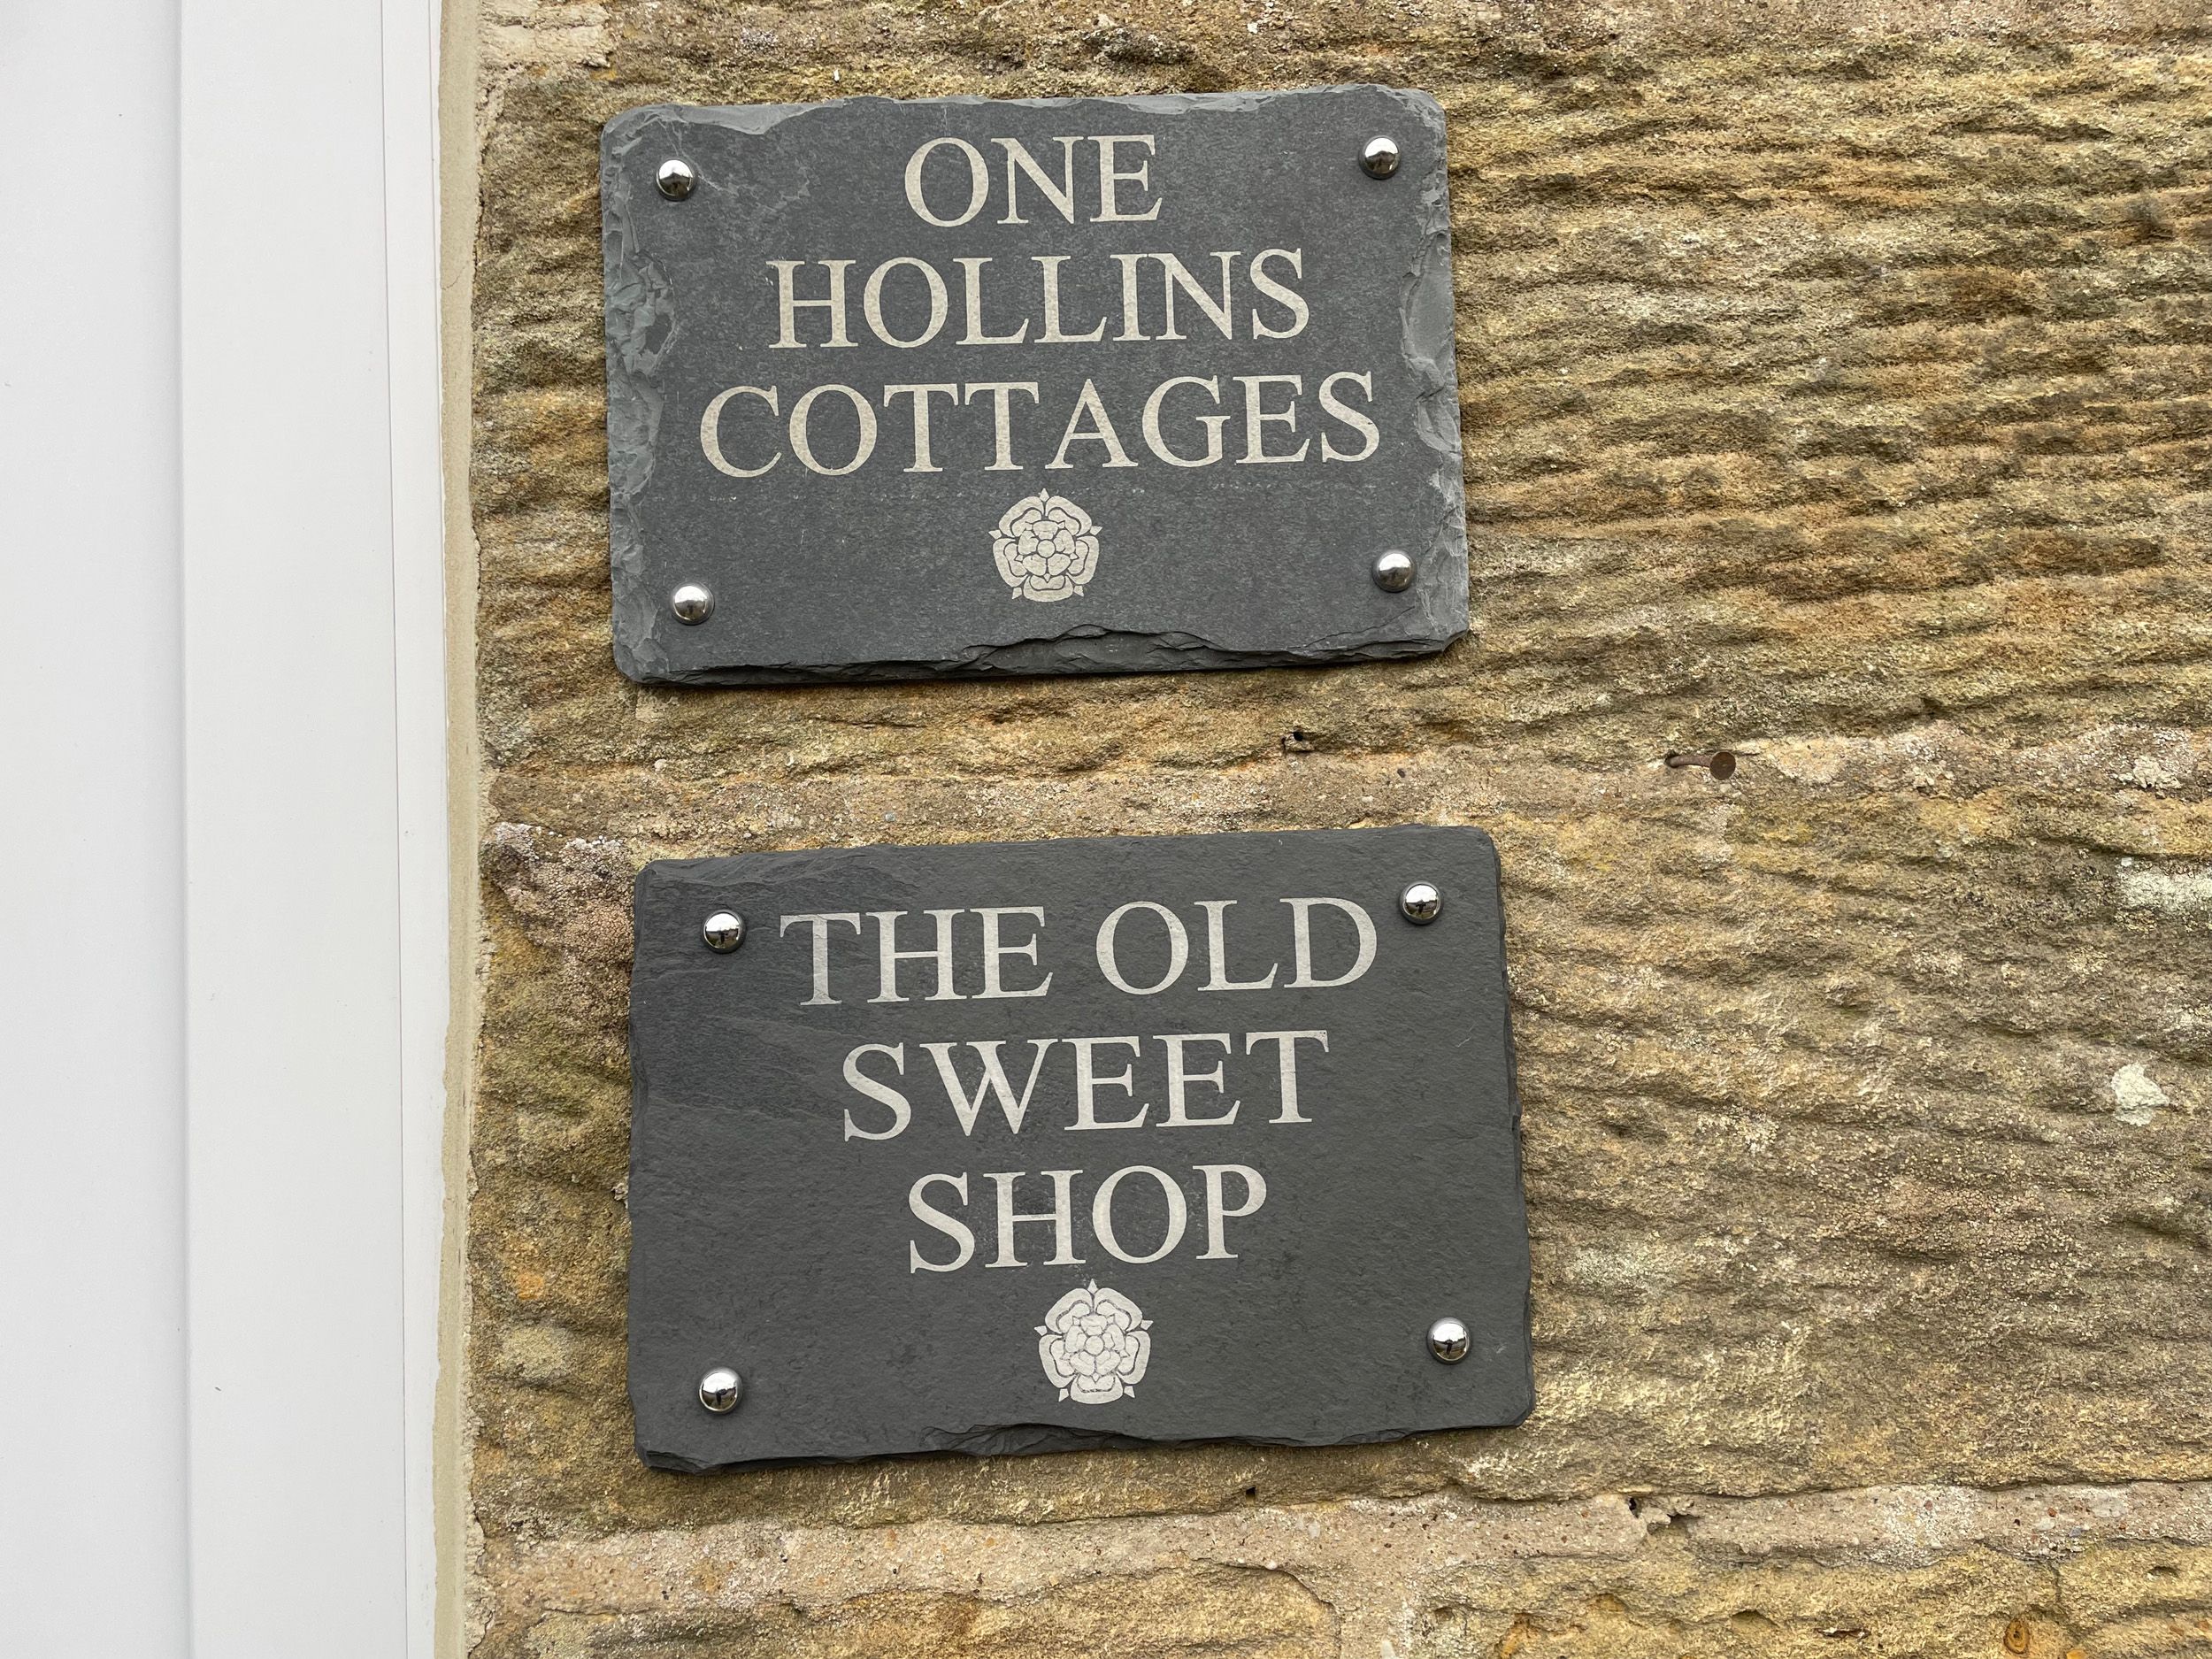 ONE
HOLLINS
COTTAGES
THE OLD
SWEET
SHOP